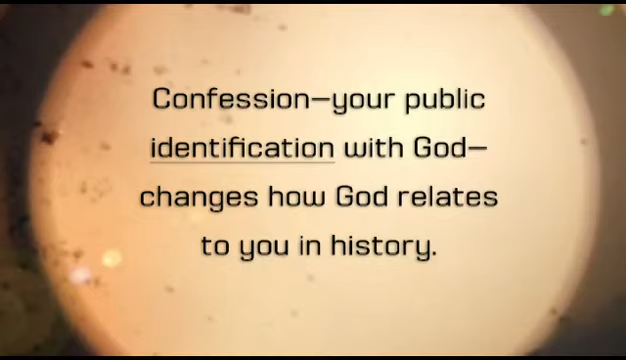 Confession—your public
identification with God—
changes how God relates
to you in history.